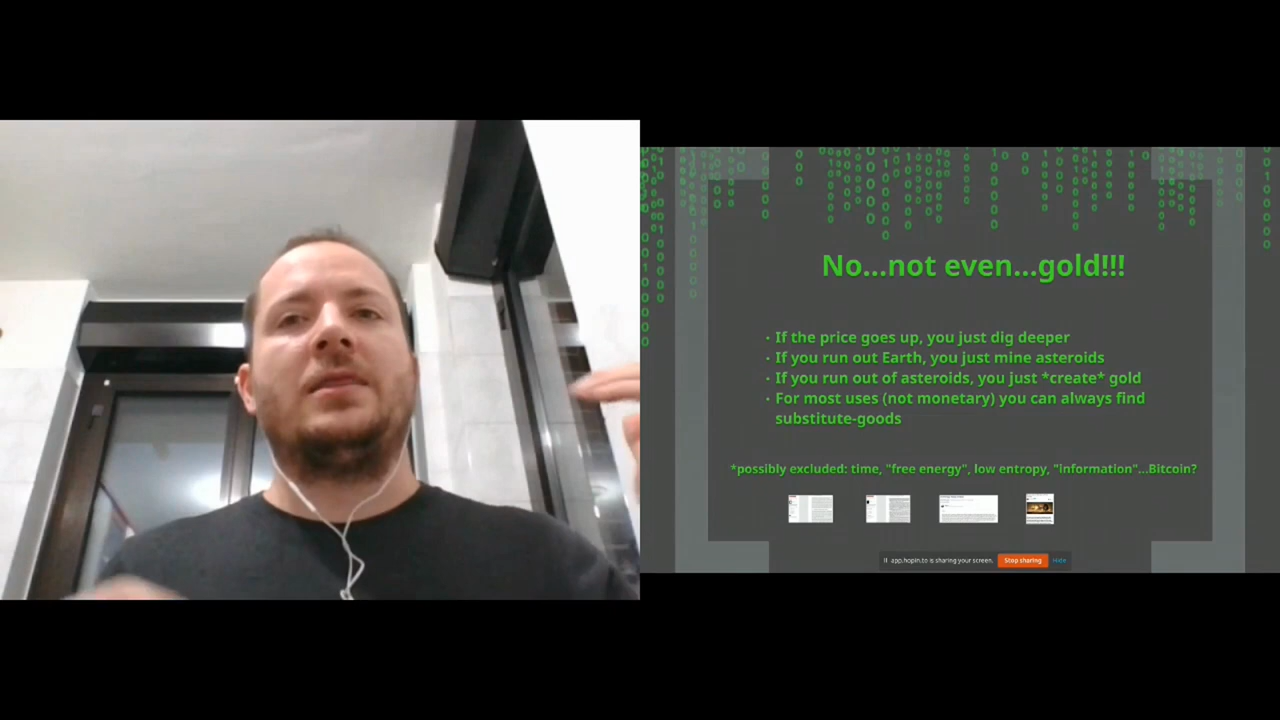 No...not even...gold!!!
· If the price goes up, you just dig deeper
· If you run out Earth, you just mine asteroids
· If you run out of asteroids, you just *create* gold
· For most uses (not monetary) you can always find
substitute-goods
*possibly excluded: time, "free energy", low entropy, "information"...Bitcoin?
app.hopin.to is sharing your screen. Stop sharing Hide